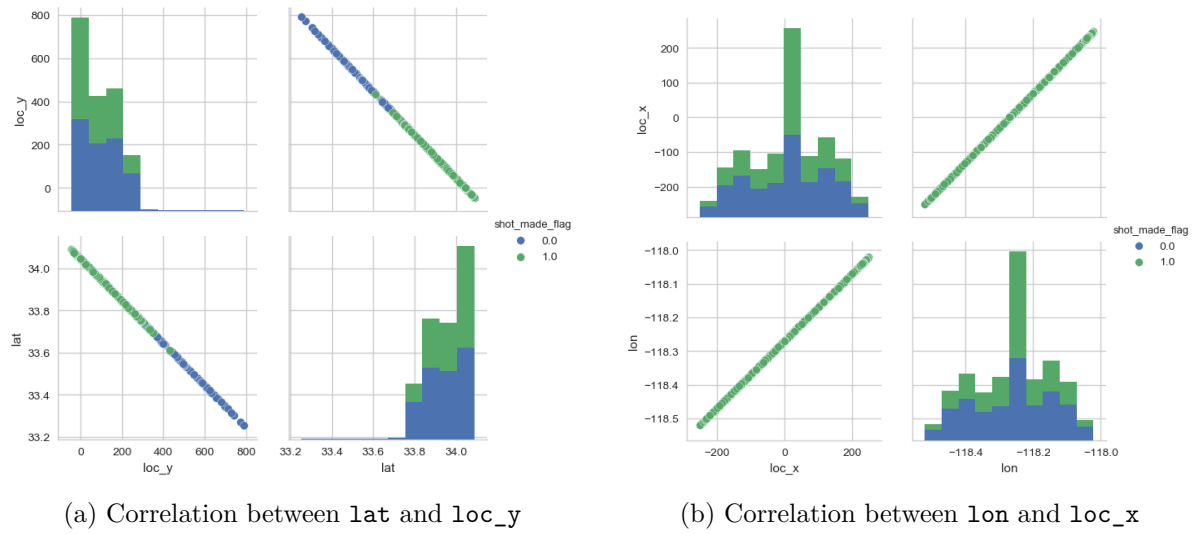 800
600
400
200
0
loc_y
34.0
33.8
33.6
33.4
33.2
lat
0 200 400 600 800
loc_y
33.2 33.4 33.6 33.8 34.0
lat
shot_made_flag
0.0
1.0
(a) Correlation between lat and loc_y
200
100
0
−100
−200
loc_x
−118.0
−118.1
−118.2
−118.3
−118.4
−118.5
lon
−200 0 200
loc_x
−118.4 −118.2 −118.0
lon
shot_made_flag
0.0
1.0
(b) Correlation between lon and loc_x